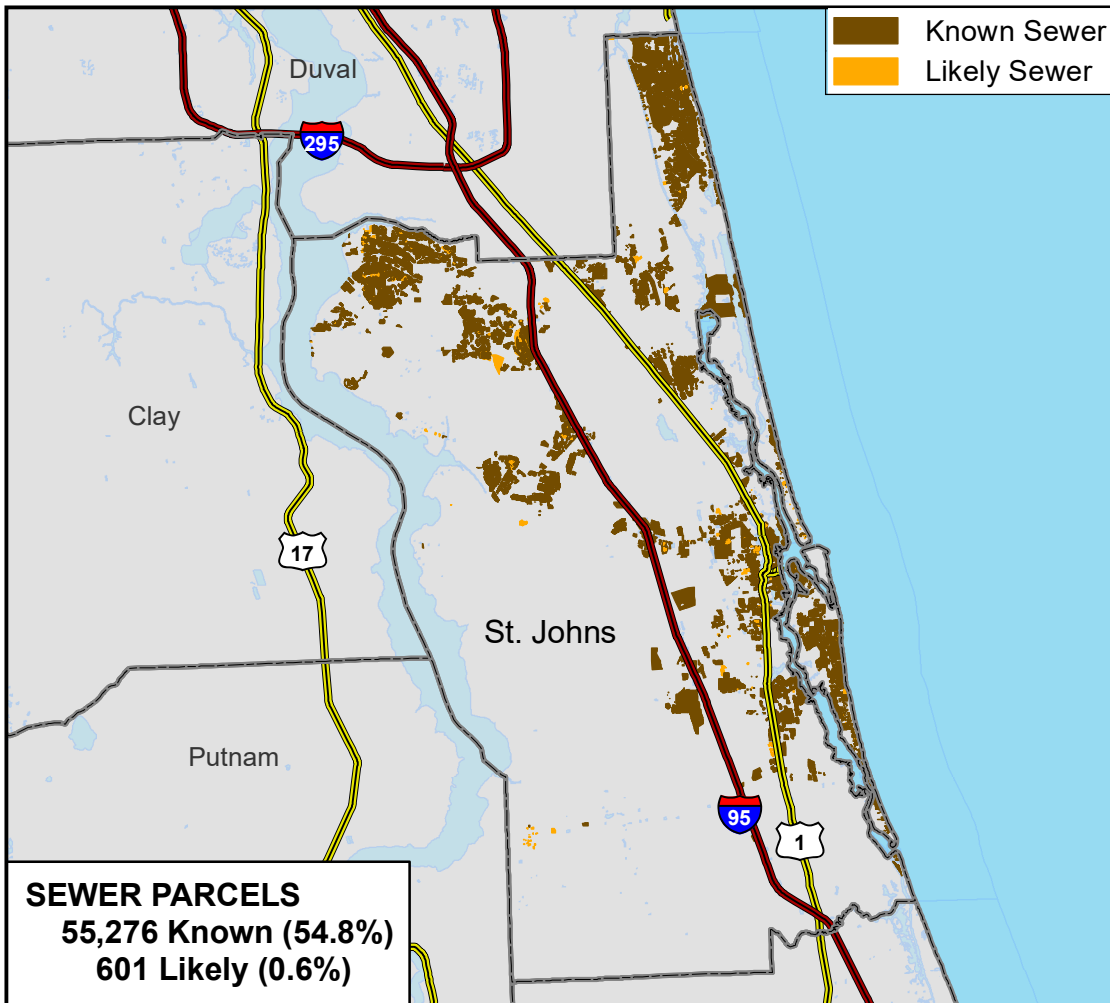 Known Sewer
Likely Sewer
Duval
295
Clay
17
St. Johns
Putnam
95
1
SEWER PARCELS
55,276 Known (54.8%)
601 Likely (0.6%)